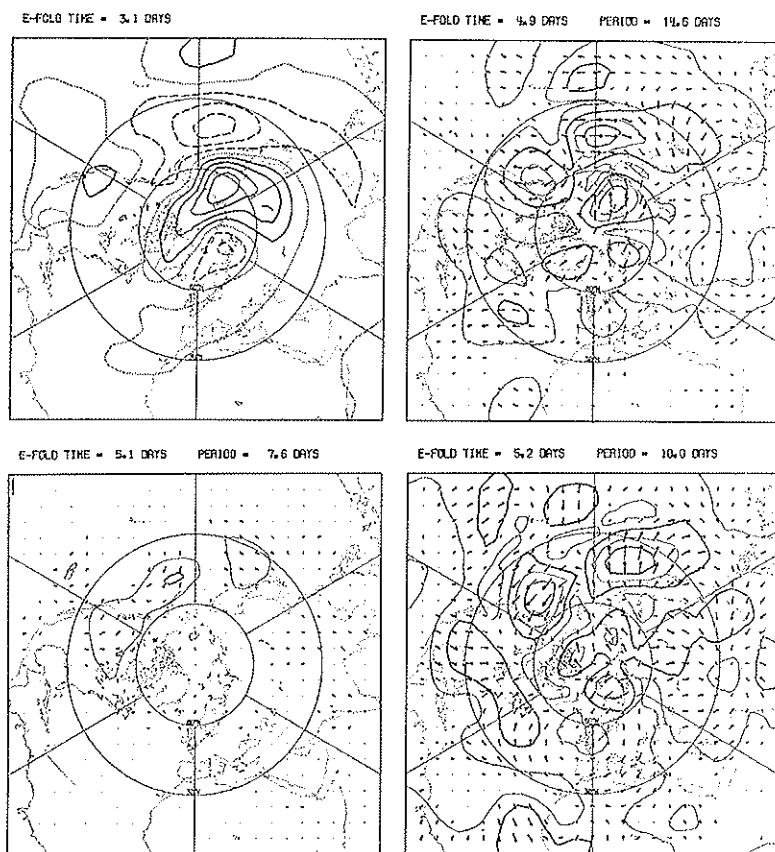 E-FOLD TIME = 3.1 DAYS
E-FOLD TIME = 4.9 DAYS PERIOD = 14.6 DAYS
E-FOLD TIME = 5.1 DAYS PERIOD = 7.6 DAYS
E-FOLD TIME = 5.2 DAYS PERIOD = 10.0 DAYS